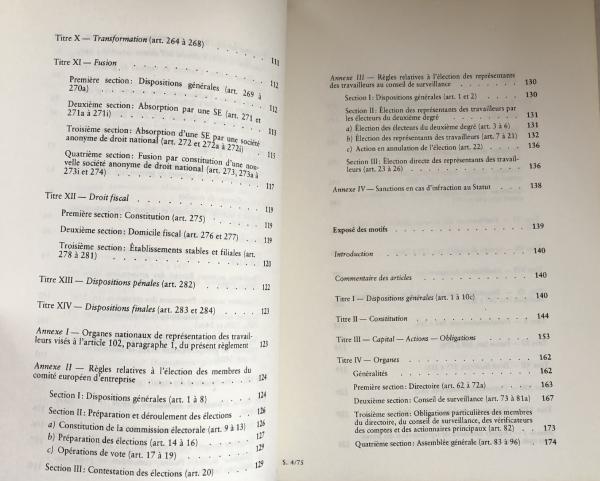 Titre X — Transformation (art. 264 à 268) . . . . . . 111
Titre XI — Fusion . . . . . . . . . . 112
Première section: Dispositions générales (art. 269 à
270a) . . . . . . . . . . 112
Deuxième section: Absorption par une SE (art. 271 et
271a à 271i) . . . . . . . . . . 113
Troisième section: Absorption d'une SE par une société
anonyme de droit national (art. 272 et 272a à 272i) . . 115
Quatrième section: Fusion par constitution d'une nou-
velle société anonyme de droit national (art. 273, 273a à
273i et 274) . . . . . . . . . . 117
Titre XII — Droit fiscal . . . . . . . . . . 119
Première section: Constitution (art. 275) . . . . . 119
Deuxième section: Domicile fiscal (art. 276 et 277) . . 119
Troisième section: Établissements stables et filiales (art.
278 à 281) . . . . . . . . . . 120
Titre XIII — Dispositions pénales (art. 282) . . . . . 122
Titre XIV — Dispositions finales (art. 283 et 284) . . . . 123
Annexe I — Organes nationaux de représentation des travail-
leurs visés à l'article 102, paragraphe 1, du présent règlement 123
Annexe II — Règles relatives à l'élection des membres du
comité européen d'entreprise . . . . . . . . . . 124
Section I: Dispositions générales (art. 1 à 8) . . . . 124
Section II: Préparation et déroulement des élections . . 126
a) Constitution de la commission électorale (art. 9 à 13) 126
b) Préparation des élections (art. 14 à 16) . . . . 127
c) Opérations de vote (art. 17 à 19) . . . . . 129
Section III: Contestation des élections (art. 20) . . . 129
Annexe III — Règles relatives à l'élection des représentants
des travailleurs au conseil de surveillance . . . . . . 130
Section I: Dispositions générales (art. 1 et 2) . . . . 130
Section II: Élection des représentants des travailleurs par
les électeurs du deuxième degré . . . . . . . 131
a) Élection des électeurs du deuxième degré (art. 3 à 6) 131
b) Élection des représentants des travailleurs (art. 7 à 21) 132
c) Action en annulation de l'élection (art. 22) . . . . 136
Section III: Élection directe des représentants des travail-
leurs (art. 23 à 26) . . . . . . . . . . 136
Annexe IV — Sanctions en cas d'infraction au Statut . . . 138
Exposé des motifs . . . . . . . . . . 139
Introduction . . . . . . . . . . 140
Commentaire des articles . . . . . . . . . . 140
Titre I — Dispositions générales (art. 1 à 10c) . . . . . 140
Titre II — Constitution . . . . . . . . . . 144
Titre III — Capital — Actions — Obligations . . . . . 153
Titre IV — Organes . . . . . . . . . . 162
Généralités . . . . . . . . . . 162
Première section: Directoire (art. 62 à 72a) . . . . . 163
Deuxième section: Conseil de surveillance (art. 73 à 81a) 167
Troisième section: Obligations particulières des membres
du directoire, du conseil de surveillance, des vérificateurs
des comptes et des actionnaires principaux (art. 82) . . 173
Quatrième section: Assemblée générale (art. 83 à 96) . . 174
S. 4/75